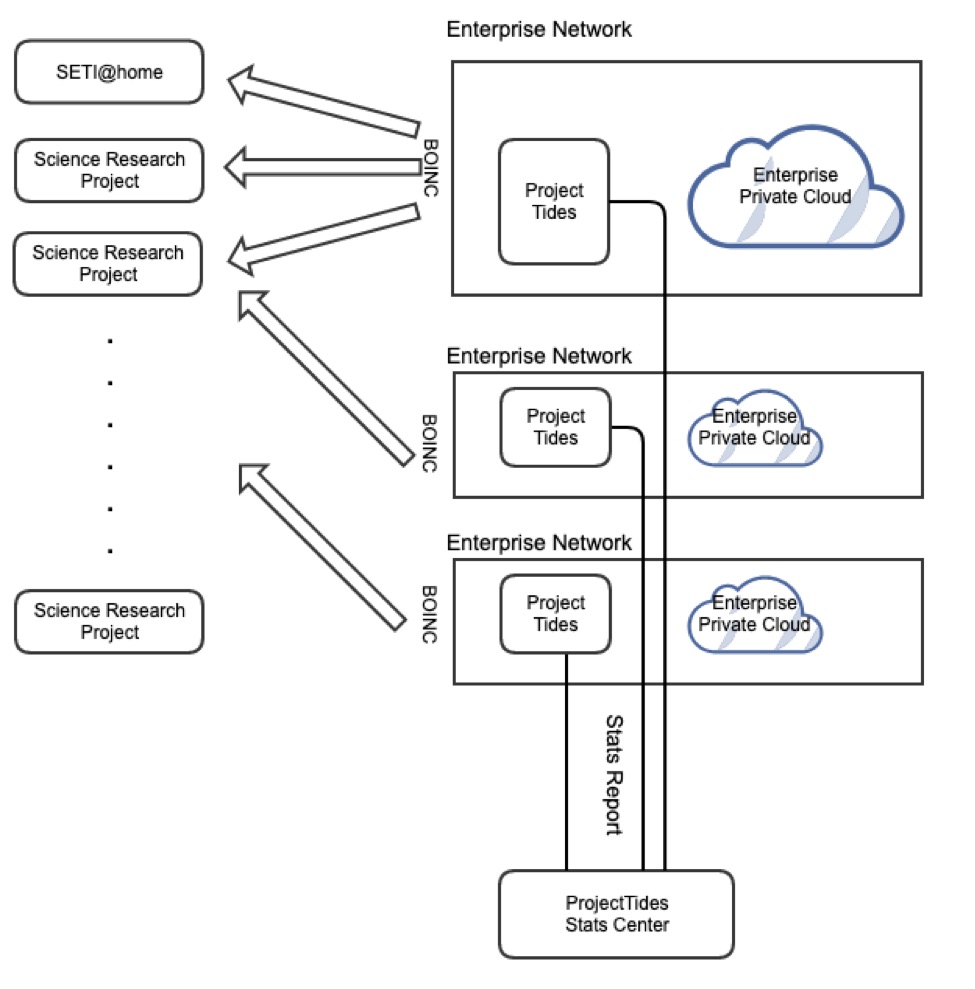 Enterprise Network
SETI@home
Science Research
Project
Science Research
Project
BOINC
Project
Tides
Enterprise
Private Cloud
Enterprise Network
BOINC
Project
Tides
Enterprise
Private Cloud
Enterprise Network
Science Research
Project
BOINC
Project
Tides
Enterprise
Private Cloud
Stats Report
ProjectTides
Stats Center